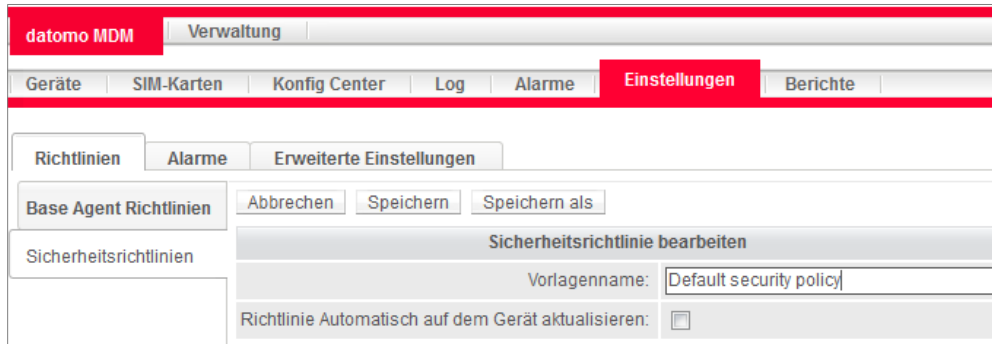 datomo MDM Verwaltung
Geräte SIM-Karten Konfig Center Log Alarme Einstellungen Berichte
Richtlinien Alarme Erweiterte Einstellungen
Base Agent Richtlinien Abbrechen Speichern Speichern als
Sicherheitsrichtlinien Sicherheitsrichtlinie bearbeiten
Vorlagenname: Default security policy
Richtlinie Automatisch auf dem Gerät aktualisieren: